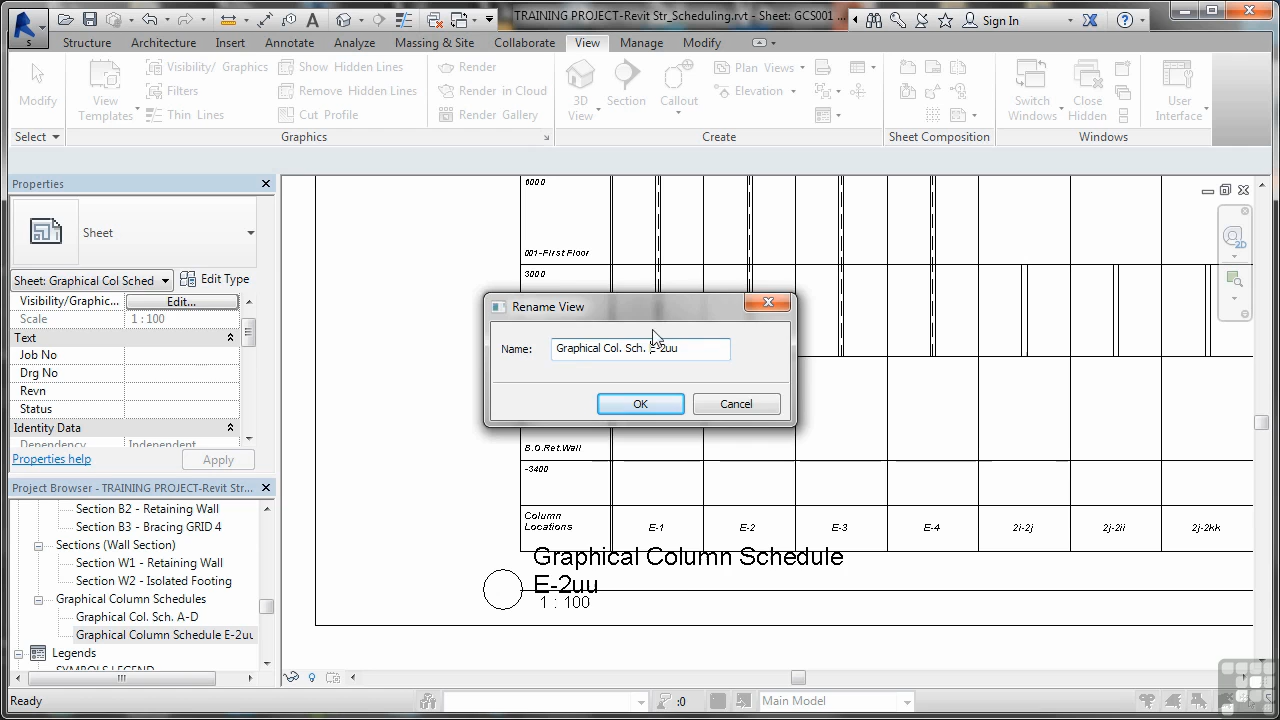 TRAINING PROJECT-Revit Str_Scheduling.rvt - Sheet: GCS001 ...
Sign In
S
Structure Architecture Insert Annotate Analyze Massing & Site Collaborate View Manage Modify
Modify
View Templates
Visibility/ Graphics
Filters
Thin Lines
Show Hidden Lines
Remove Hidden Lines
Cut Profile
Render
Render in Cloud
Render Gallery
3D View
Section
Callout
Plan Views
Elevation
Switch Windows
Close Hidden
User Interface
Select
Graphics
Create
Sheet Composition
Windows
Properties
Sheet
Sheet: Graphical Col Sched
Edit Type
Visibility/Graphic...
Edit...
Scale
1 : 100
Text
Job No
Drg No
Revn
Status
Identity Data
Dependency
Independent
Properties help
Apply
Project Browser - TRAINING PROJECT-Revit Str...
Section B2 - Retaining Wall
Section B3 - Bracing GRID 4
Sections (Wall Section)
Section W1 - Retaining Wall
Section W2 - Isolated Footing
Graphical Column Schedules
Graphical Col. Sch. A-D
Graphical Column Schedule E-2uu
Legends
SYMBOLS LEGEND
6000
001-First Floor
3000
Rename View
Name:
Graphical Col. Sch. E-2uu
OK
Cancel
B.O.Ret.Wall
-3400
Column Locations
E-1
E-2
E-3
E-4
2i-2j
2j-2ii
2j-2kk
Graphical Column Schedule
E-2uu
1 : 100
2D
Ready
:0
Main Model